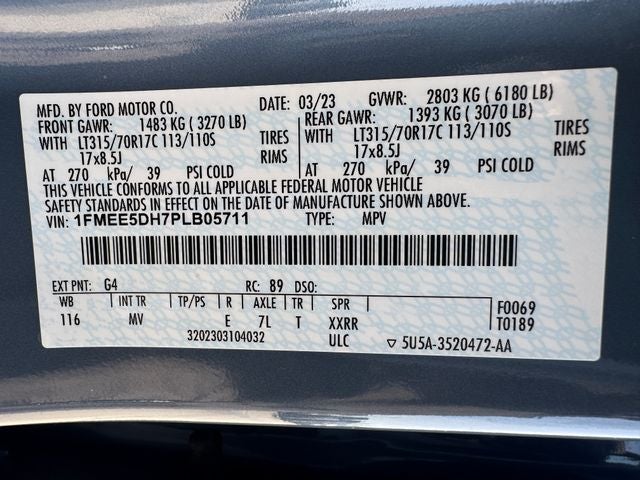 MFD. BY FORD MOTOR CO. DATE: 03/23 GVWR: 2803 KG ( 6180 LB)
FRONT GAWR: 1483 KG ( 3270 LB) REAR GAWR: 1393 KG ( 3070 LB)
WITH LT315/70R17C 113/110S TIRES WITH LT315/70R17C 113/110S TIRES
17x8.5J RIMS 17x8.5J RIMS
AT 270 kPa/ 39 PSI COLD AT 270 kPa/ 39 PSI COLD
THIS VEHICLE CONFORMS TO ALL APPLICABLE FEDERAL MOTOR VEHICLE
SAFETY STANDARDS IN EFFECT ON THE DATE OF MANUFACTURE SHOWN ABOVE.
VIN: 1FMEE5DH7PLB05711 TYPE: MPV
EXT PNT: G4 RC: 89 DSO:
WB INT TR TP/PS R AXLE TR SPR F0069
116 MV E 7L T XXRR T0189
3202303104032 ULC ▽ 5U5A-3520472-AA